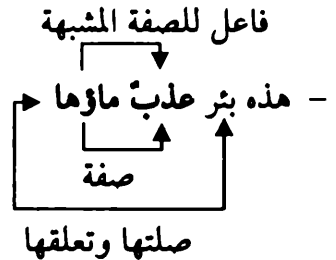 فاعل للصفة المشبهة
- هذه بئر عذبٌ ماؤها
صفة
صلتها وتعلقها